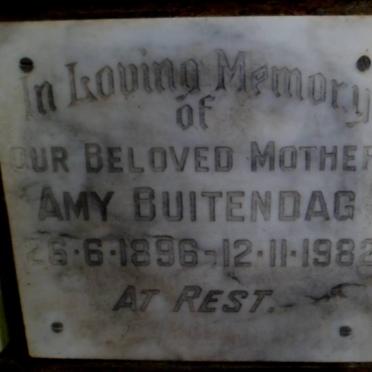 In Loving Memory
of
OUR BELOVED MOTHER
AMY BUITENDAG
26·6·1896-12·11·1982
AT REST.